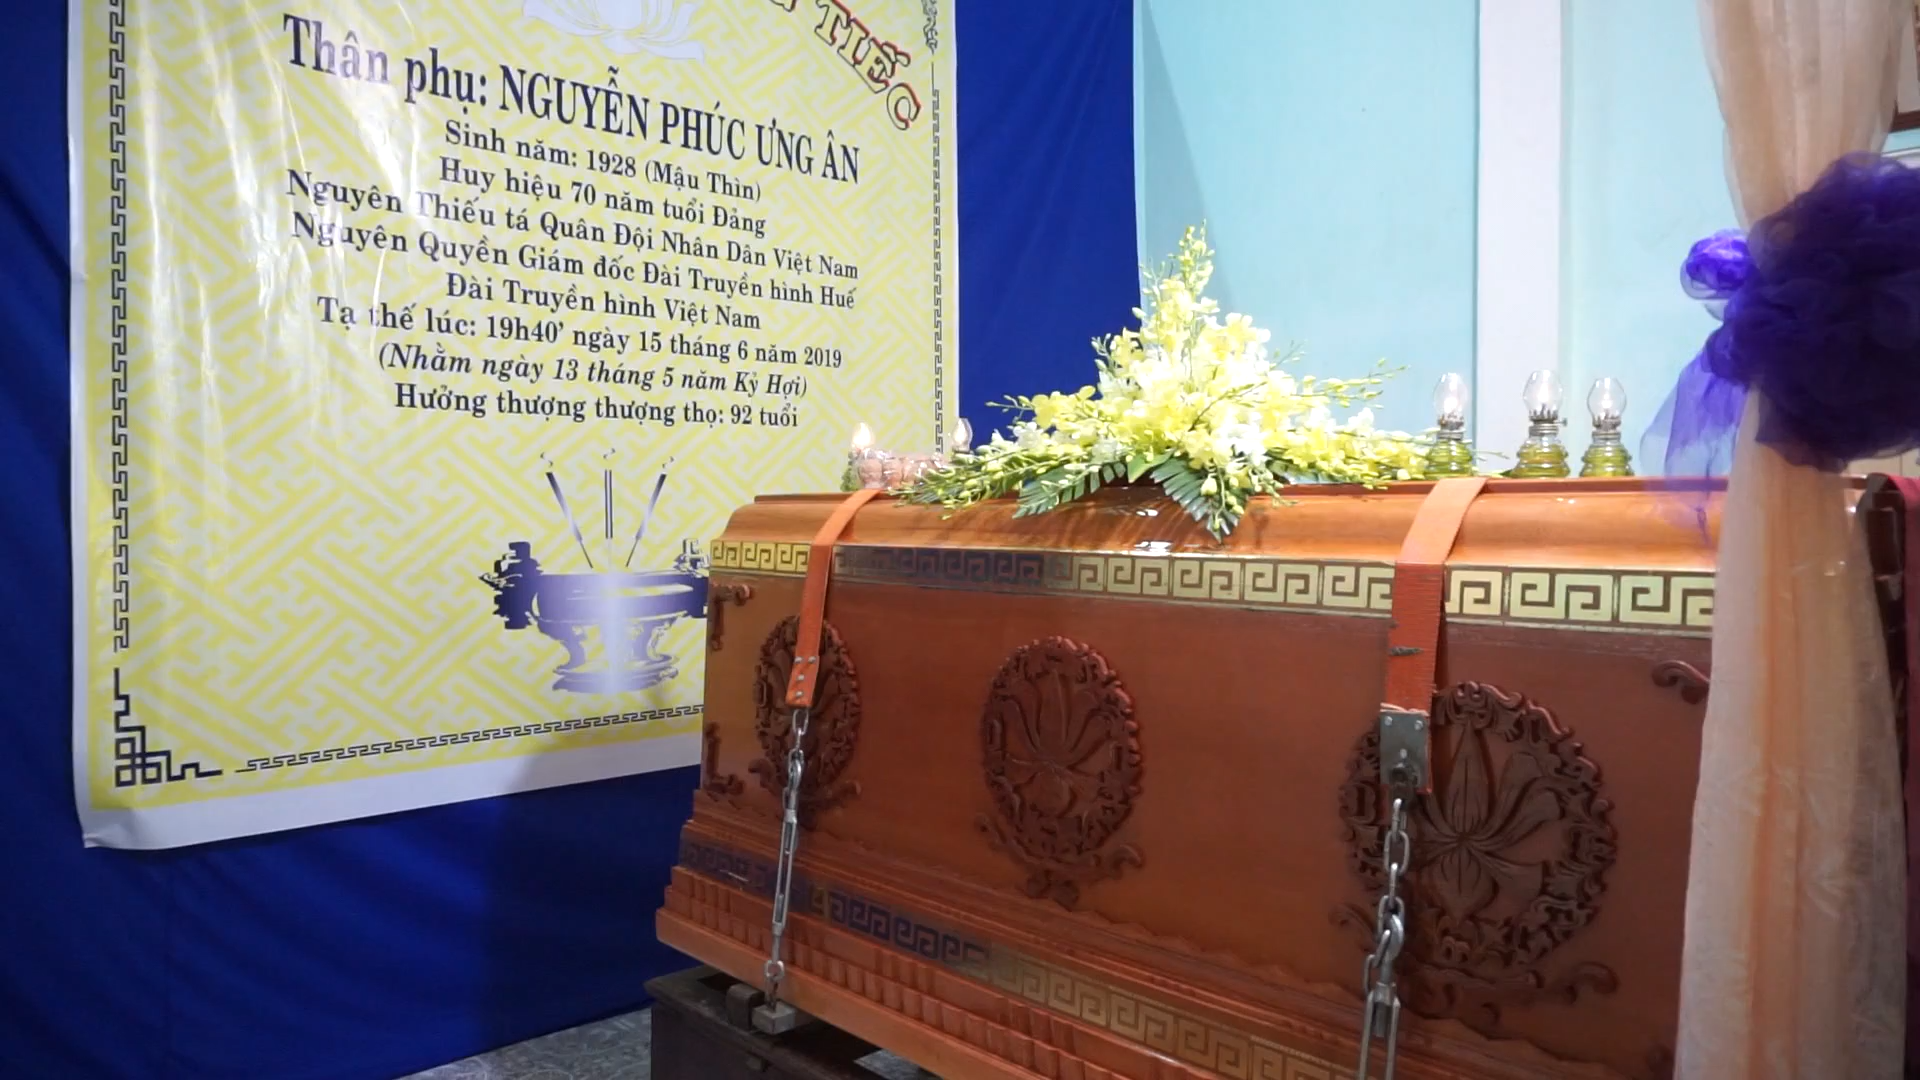 TIẾC
Thân phụ: NGUYỄN PHÚC ƯNG ÂN
Sinh năm: 1928 (Mậu Thìn)
Huy hiệu 70 năm tuổi Đảng
Nguyên Thiếu tá Quân Đội Nhân Dân Việt Nam
Nguyên Quyền Giám đốc Đài Truyền hình Huế
Đài Truyền hình Việt Nam
Tạ thế lúc: 19h40’ ngày 15 tháng 6 năm 2019
(Nhằm ngày 13 tháng 5 năm Kỷ Hợi)
Hưởng thượng thượng thọ: 92 tuổi